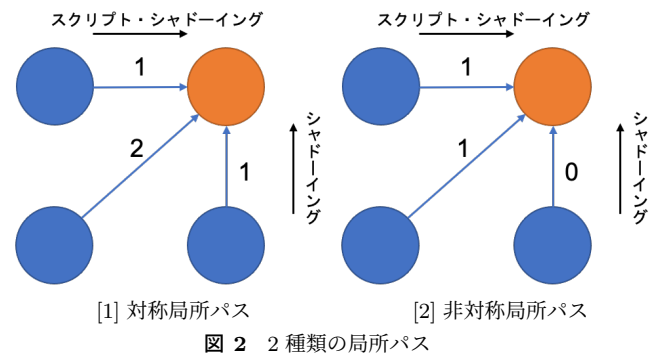 スクリプト・シャドーイング
1
2
1
シャドーイング
[1] 対称局所パス
スクリプト・シャドーイング
1
1
0
シャドーイング
[2] 非対称局所パス
図 2 2 種類の局所パス